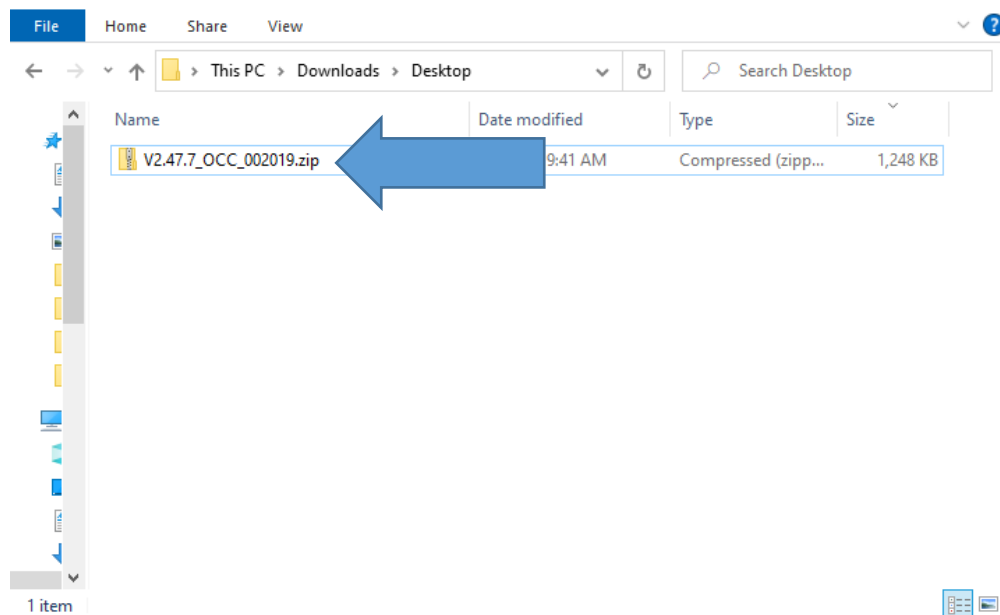 File Home Share View ?
This PC > Downloads > Desktop Search Desktop
Name Date modified Type Size
V2.47.7_OCC_002019.zip 9:41 AM Compressed (zipp... 1,248 KB
1 item